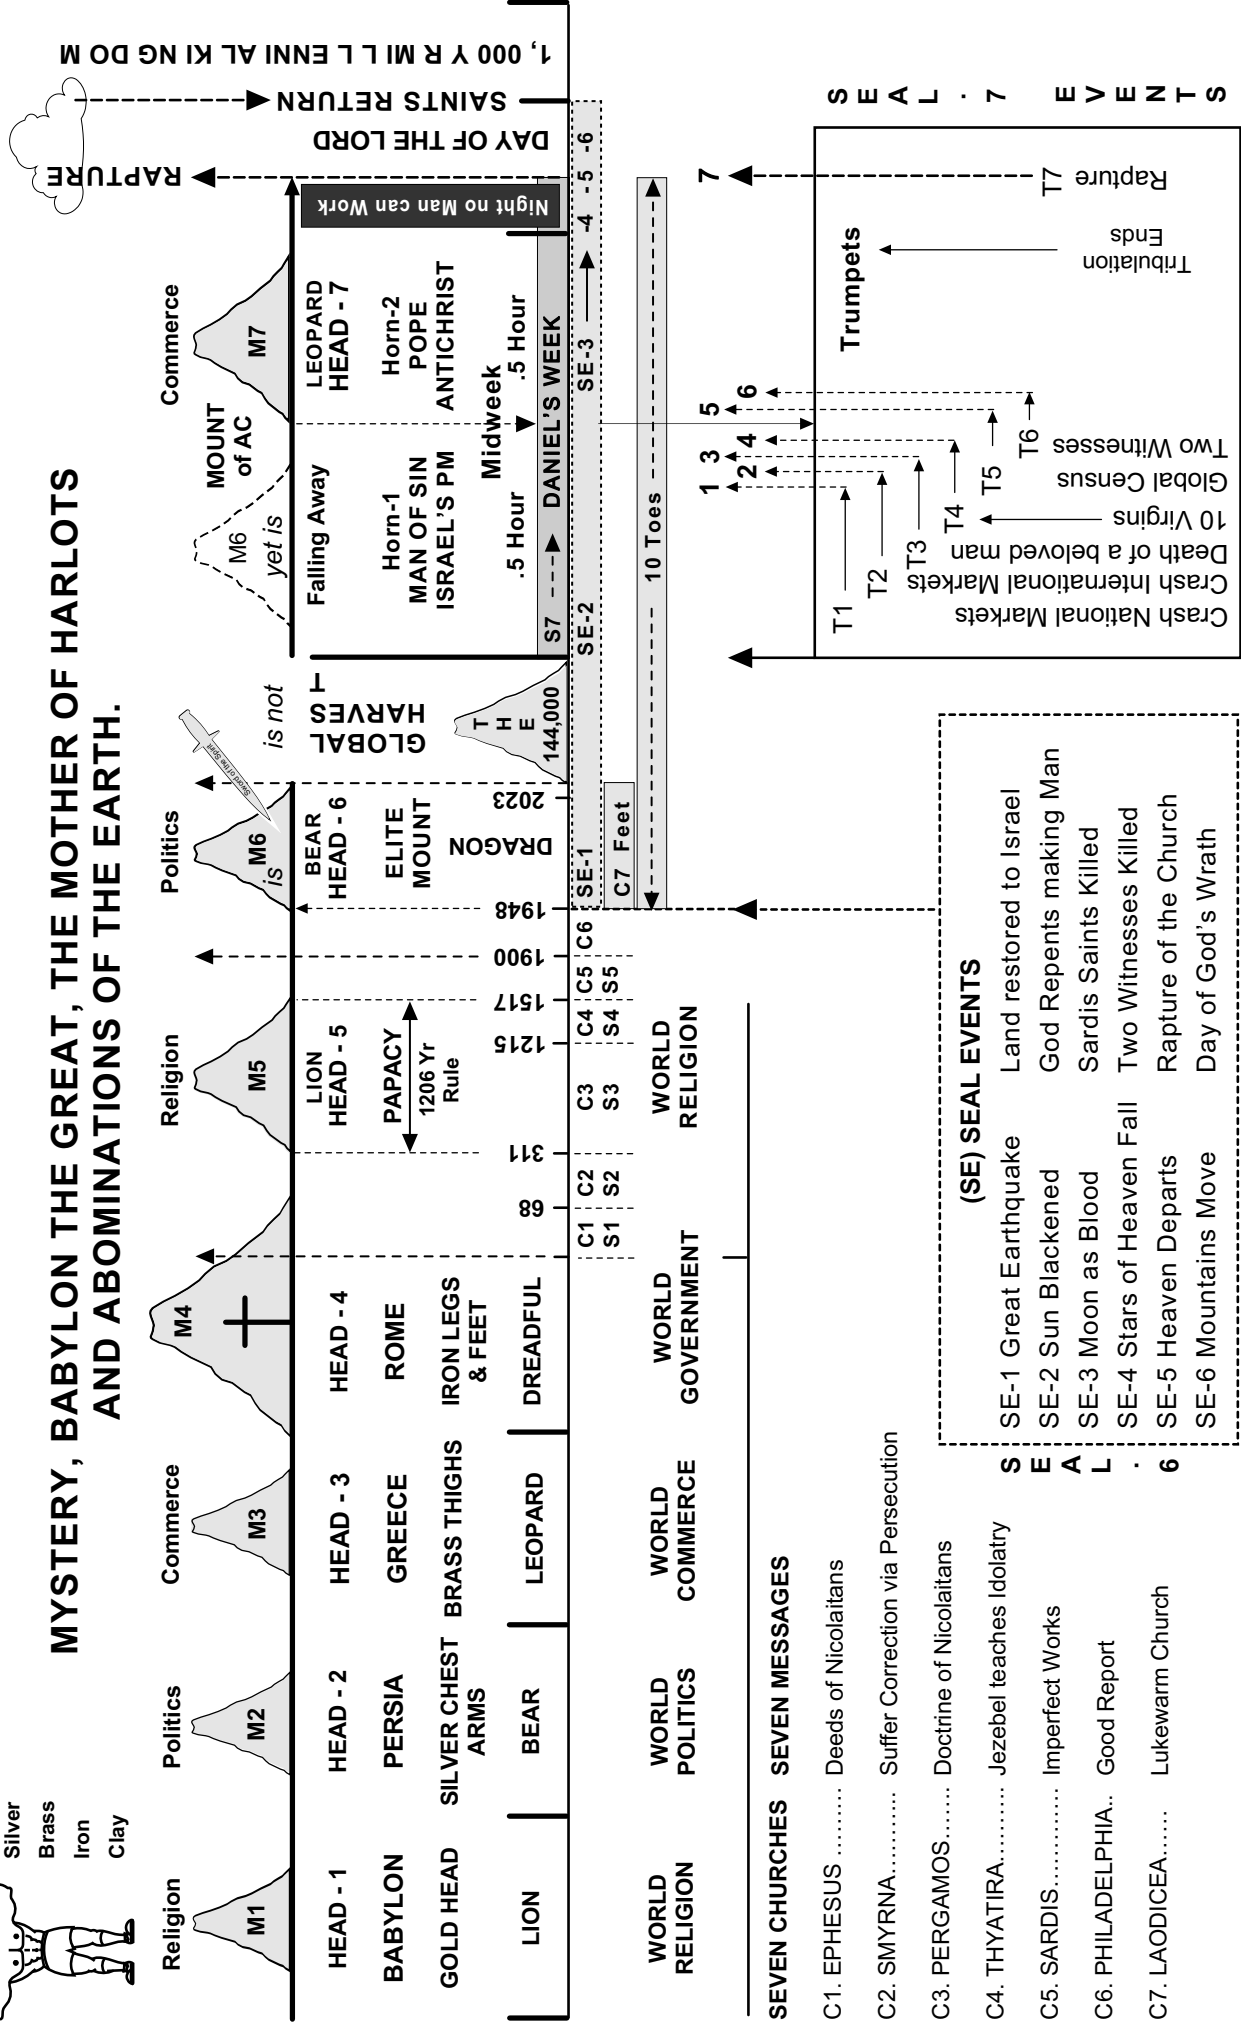 MYSTERY, BABYLON THE GREAT, THE MOTHER OF HARLOTS
AND ABOMINATIONS OF THE EARTH.
Silver
Brass
Iron
Clay
Religion
Politics
Commerce
Religion
Politics
Commerce
M1
M2
M3
M4
M5
M6
is
Sword of the Spirit
is not
M6
yet is
MOUNT
of AC
M7
HEAD - 1
BABYLON
GOLD HEAD
LION
HEAD - 2
PERSIA
SILVER CHEST
ARMS
BEAR
HEAD - 3
GREECE
BRASS THIGHS
LEOPARD
HEAD - 4
ROME
IRON LEGS
& FEET
DREADFUL
LION
HEAD - 5
PAPACY
1206 Yr
Rule
BEAR
HEAD - 6
ELITE
MOUNT
DRAGON
GLOBAL
HARVES
T
T
H
E
144,000
Falling Away
Horn-1
MAN OF SIN
ISRAEL'S PM
.5 Hour
Midweek
LEOPARD
HEAD - 7
Horn-2
POPE
ANTICHRIST
.5 Hour
Night no Man can Work
RAPTURE
DAY OF THE LORD
SAINTS RETURN
1, 000 Y R MI L L ENNI AL KI NG DO M
68
311
1215
1517
1900
1948
2023
S7
DANIEL'S WEEK
C1 C2 C3 C4 C5 C6
S1 S2 S3 S4 S5
SE-1 SE-2 SE-3 -4 -5 -6
C7 Feet
10 Toes
WORLD
RELIGION
WORLD
POLITICS
WORLD
COMMERCE
WORLD
GOVERNMENT
WORLD
RELIGION
SEVEN CHURCHES SEVEN MESSAGES
C1. EPHESUS ......... Deeds of Nicolaitans
C2. SMYRNA.......... Suffer Correction via Persecution
C3. PERGAMOS....... Doctrine of Nicolaitans
C4. THYATIRA......... Jezebel teaches Idolatry
C5. SARDIS............ Imperfect Works
C6. PHILADELPHIA.. Good Report
C7. LAODICEA...... Lukewarm Church
SEAL · 6
(SE) SEAL EVENTS
SE-1 Great Earthquake Land restored to Israel
SE-2 Sun Blackened God Repents making Man
SE-3 Moon as Blood Sardis Saints Killed
SE-4 Stars of Heaven Fall Two Witnesses Killed
SE-5 Heaven Departs Rapture of the Church
SE-6 Mountains Move Day of God's Wrath
1 2 3 4 5 6 7
Trumpets
T1
T2
T3
T4
T5
T6
T7
Crash National Markets
Crash International Markets
Death of a beloved man
10 Virgins
Global Census
Two Witnesses
Tribulation
Ends
Rapture
SEAL · 7 EVENTS